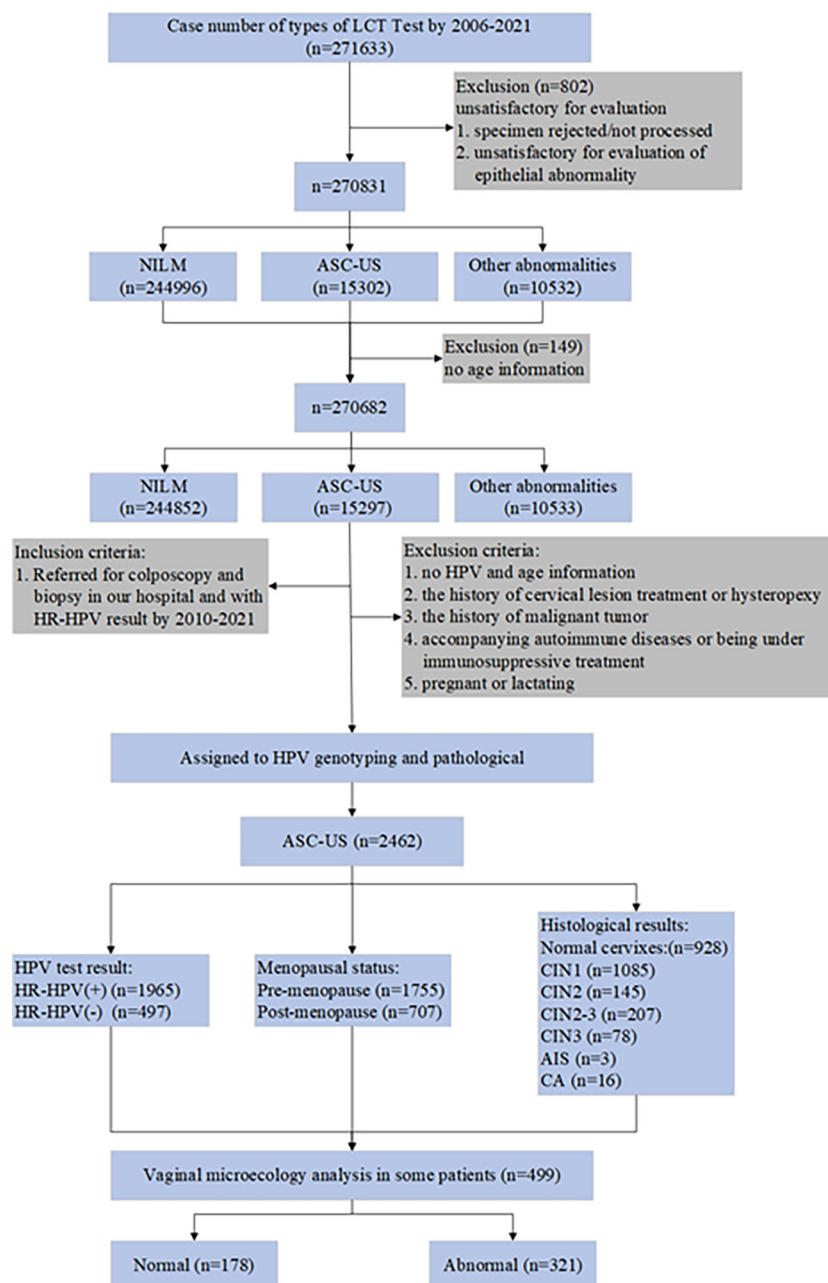 Case number of types of LCT Test by 2006-2021
(n=271633)
Exclusion (n=802)
unsatisfactory for evaluation
1. specimen rejected/not processed
2. unsatisfactory for evaluation of
epithelial abnormality
n=270831
NILM
(n=244996)
ASC-US
(n=15302)
Other abnormalities
(n=10532)
Exclusion (n=149)
no age information
n=270682
NILM
(n=244852)
ASC-US
(n=15297)
Other abnormalities
(n=10533)
Inclusion criteria:
1. Referred for colposcopy and
biopsy in our hospital and with
HR-HPV result by 2010-2021
Exclusion criteria:
1. no HPV and age information
2. the history of cervical lesion treatment or hysteropexy
3. the history of malignant tumor
4. accompanying autoimmune diseases or being under
immunosuppressive treatment
5. pregnant or lactating
Assigned to HPV genotyping and pathological
ASC-US (n=2462)
HPV test result:
HR-HPV(+) (n=1965)
HR-HPV(-) (n=497)
Menopausal status:
Pre-menopause (n=1755)
Post-menopause (n=707)
Histological results:
Normal cervixes:(n=928)
CIN1 (n=1085)
CIN2 (n=145)
CIN2-3 (n=207)
CIN3 (n=78)
AIS (n=3)
CA (n=16)
Vaginal microecology analysis in some patients (n=499)
Normal (n=178)
Abnormal (n=321)